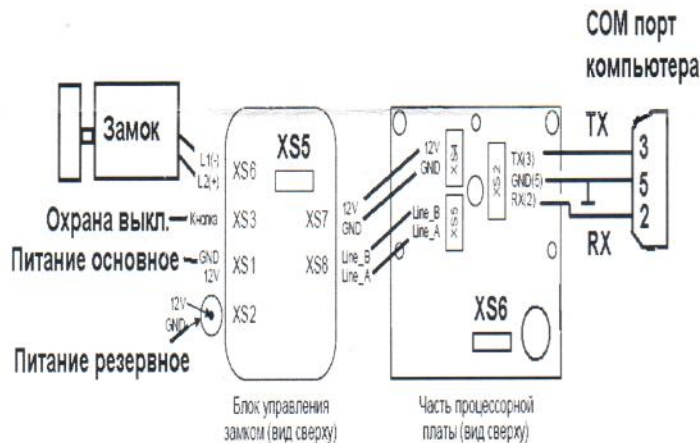 COM порт
компьютера
TX
3
5
2
RX
Замок
L1(-)
L2(+)
Охрана выкл.
Кнопка
Питание основное
GND
12V
12V
GND
Питание резервное
XS5
XS6
XS3
XS1
XS2
XS7
XS8
12V
GND
Line_B
Line_A
12V
GND
Line_B
Line_A
XS4
XS5
XS2
TX(3)
GND(5)
RX(2)
XS6
Блок управления
замком (вид сверху)
Часть процессорной
платы (вид сверху)